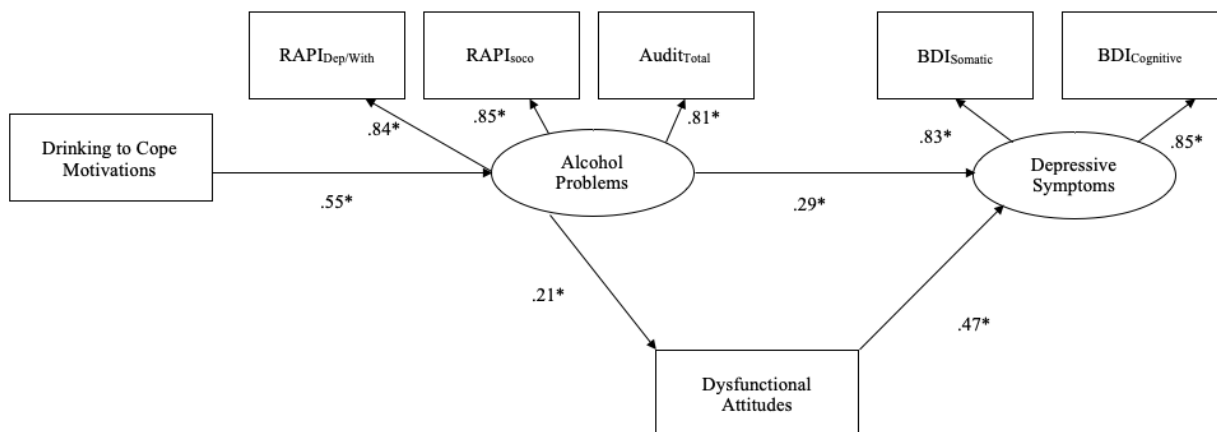 RAPIDep/With
RAPIsoco
AuditTotal
BDISomatic
BDICognitive
.84*
.85*
.81*
.83*
.85*
Drinking to Cope
Motivations
Alcohol
Problems
Depressive
Symptoms
.55*
.29*
.21*
.47*
Dysfunctional
Attitudes